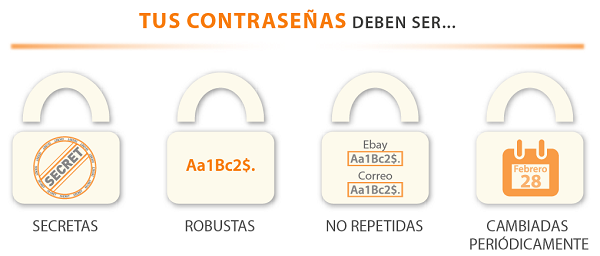 TUS CONTRASEÑAS DEBEN SER...
SECRET
Aa1Bc2$.
Ebay
Aa1Bc2$.
Correo
Aa1Bc2$.
Febrero
28
SECRETAS
ROBUSTAS
NO REPETIDAS
CAMBIADAS
PERIÓDICAMENTE